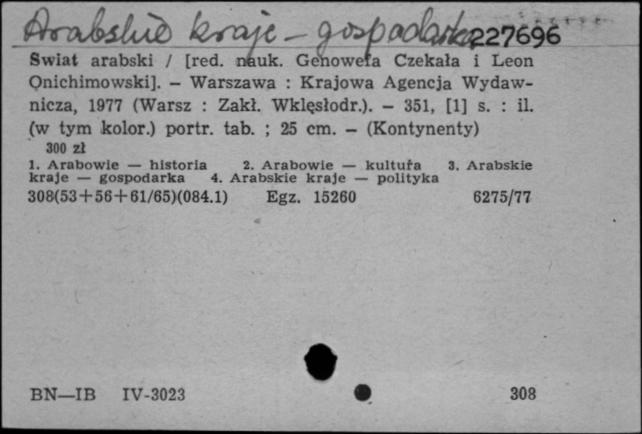 Arabskie kraje – gospodarka 227696
Świat arabski / [red. nauk. Genowefa Czekała i Leon
Onichimowski]. – Warszawa : Krajowa Agencja Wydaw-
nicza, 1977 (Warsz : Zakł. Wklęsłodr.). – 351, [1] s. : il.
(w tym kolor.) portr. tab. ; 25 cm. – (Kontynenty)
300 zł
1. Arabowie — historia 2. Arabowie — kultura 3. Arabskie
kraje — gospodarka 4. Arabskie kraje — polityka
308(53+56+61/65)(084.1) Egz. 15260 6275/77
BN—IB IV-3023 308